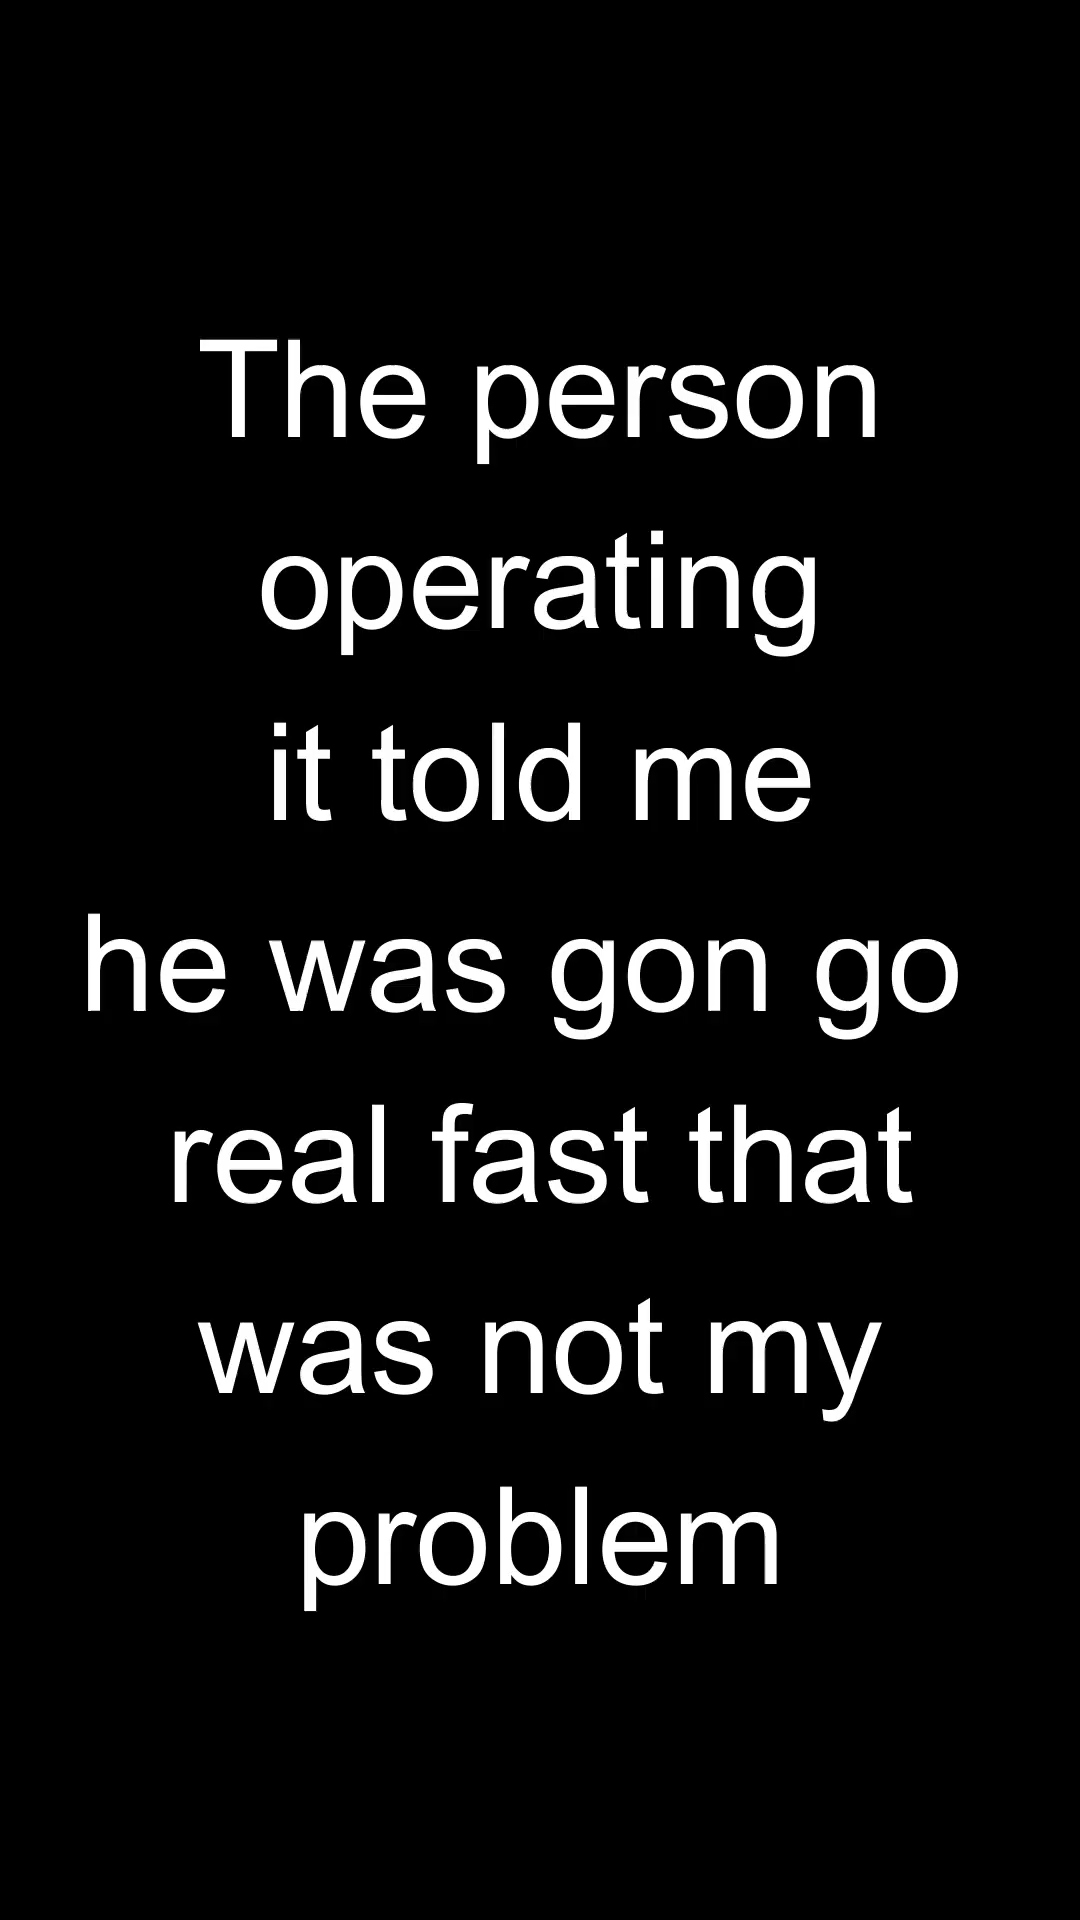 The person
operating
it told me
he was gon go
real fast that
was not my
problem